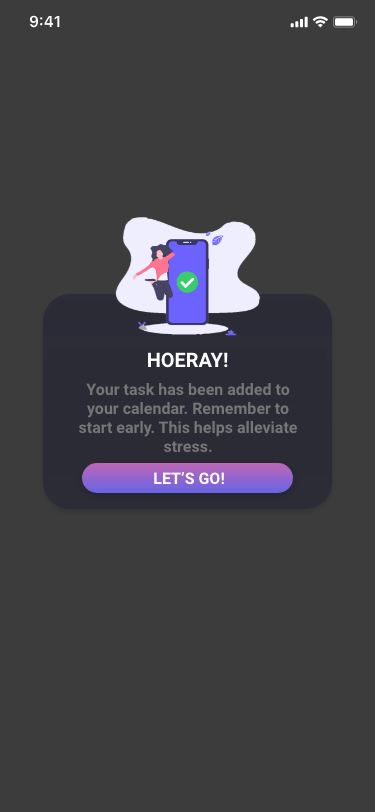 9:41
HOERAY!
Your task has been added to
your calendar. Remember to
start early. This helps alleviate
stress.
LET’S GO!